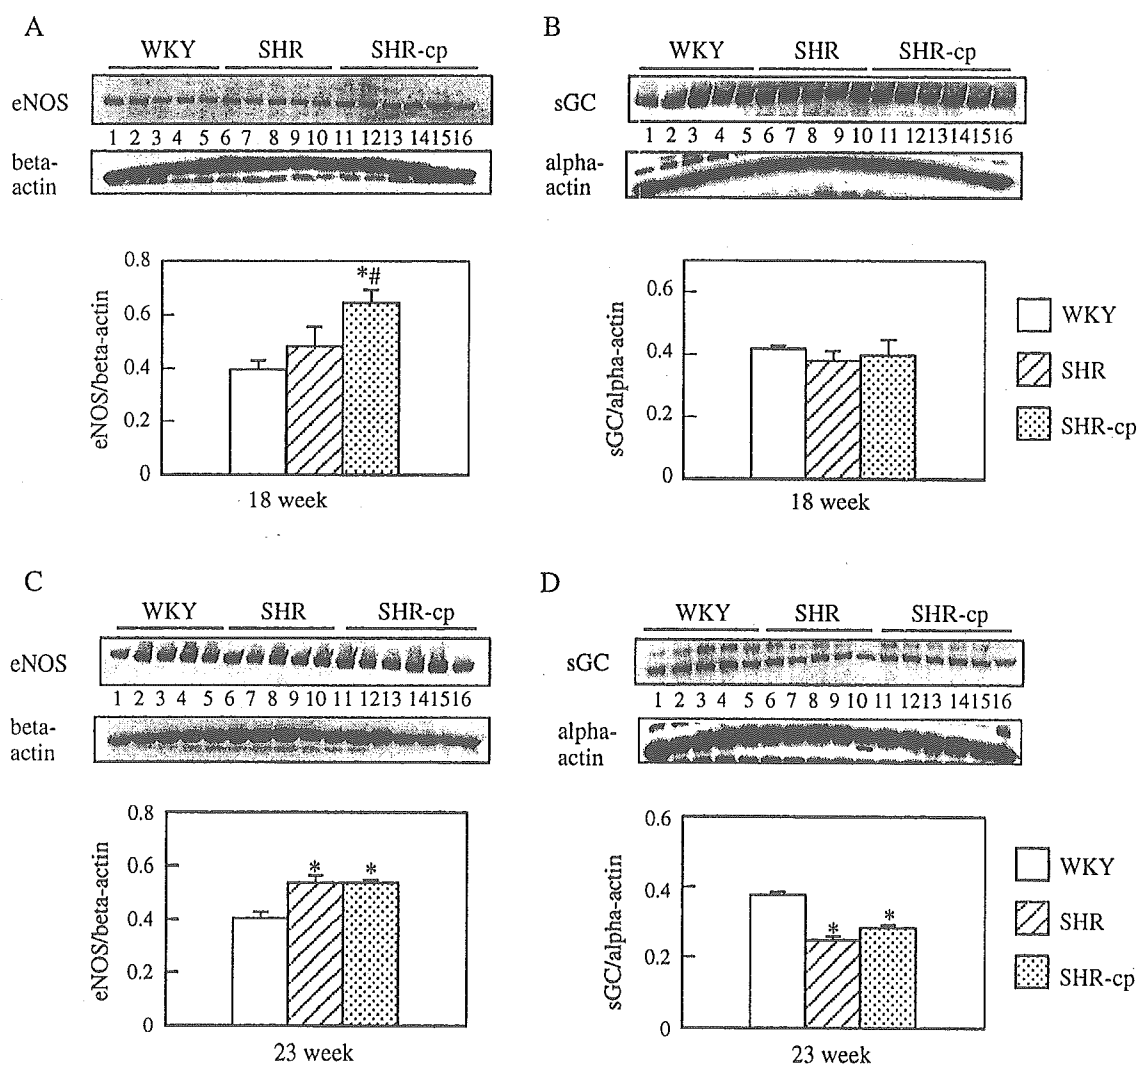 A
WKY SHR SHR-cp
eNOS
1 2 3 4 5 6 7 8 9 10 11 12 13 14 15 16
beta-
actin
eNOS/beta-actin
0.8
0.6
0.4
0.2
0
*#
18 week
B
WKY SHR SHR-cp
sGC
1 2 3 4 5 6 7 8 9 10 11 12 13 14 15 16
alpha-
actin
sGC/alpha-actin
0.6
0.4
0.2
0
18 week
WKY
SHR
SHR-cp
C
WKY SHR SHR-cp
eNOS
1 2 3 4 5 6 7 8 9 10 11 12 13 14 15 16
beta-
actin
eNOS/beta-actin
0.8
0.6
0.4
0.2
0
* *
23 week
D
WKY SHR SHR-cp
sGC
1 2 3 4 5 6 7 8 9 10 11 12 13 14 15 16
alpha-
actin
sGC/alpha-actin
0.6
0.4
0.2
0
* *
23 week
WKY
SHR
SHR-cp